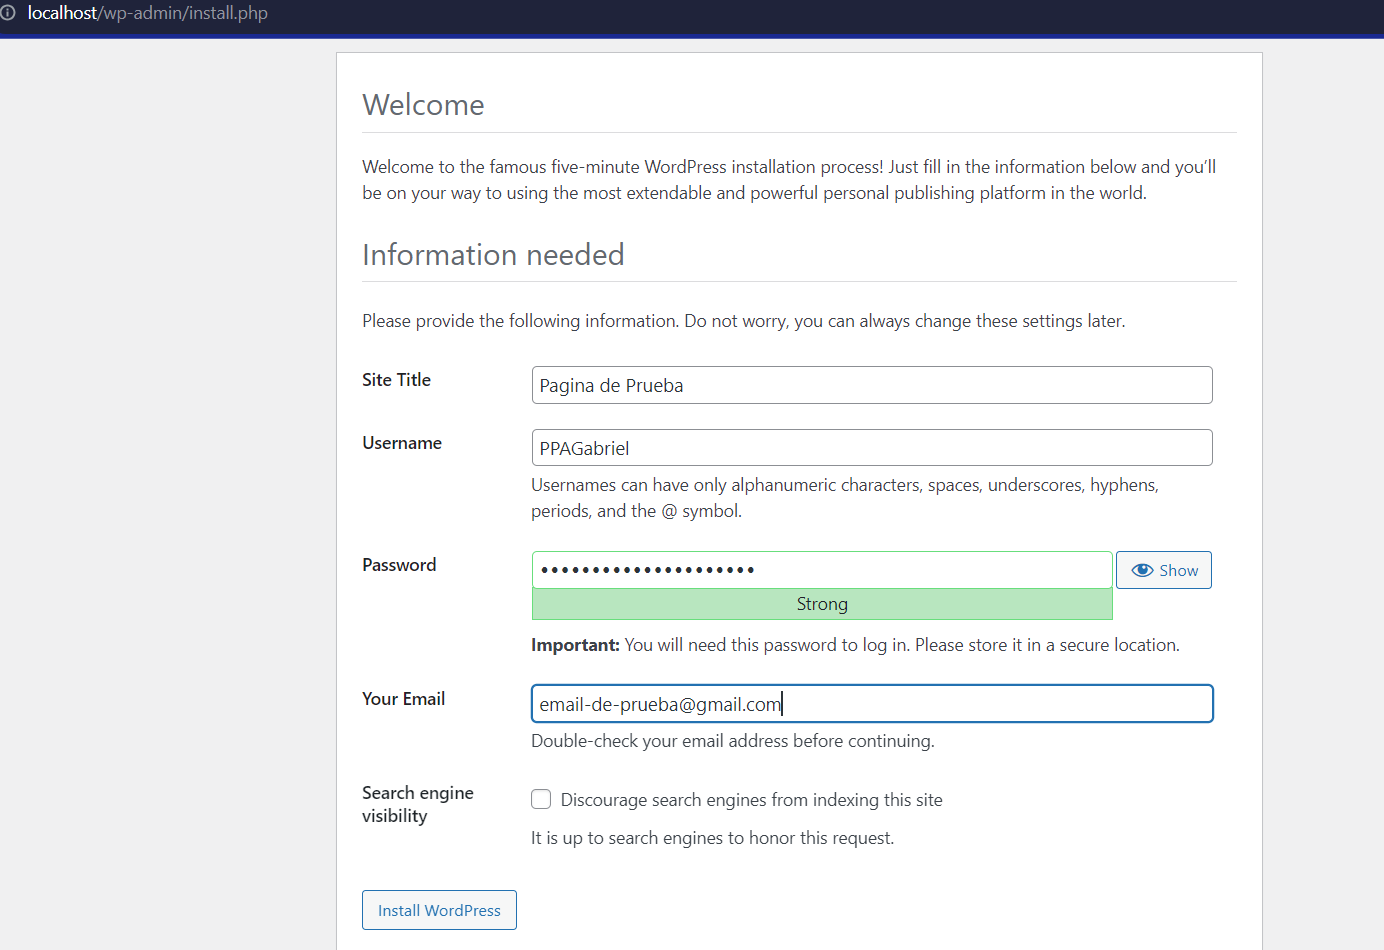 localhost/wp-admin/install.php
Welcome
Welcome to the famous five-minute WordPress installation process! Just fill in the information below and you’ll
be on your way to using the most extendable and powerful personal publishing platform in the world.
Information needed
Please provide the following information. Do not worry, you can always change these settings later.
Site Title
Pagina de Prueba
Username
PPAGabriel
Usernames can have only alphanumeric characters, spaces, underscores, hyphens,
periods, and the @ symbol.
Password
•••••••••••••••••••••
Show
Strong
Important: You will need this password to log in. Please store it in a secure location.
Your Email
email-de-prueba@gmail.com
Double-check your email address before continuing.
Search engine
visibility
Discourage search engines from indexing this site
It is up to search engines to honor this request.
Install WordPress